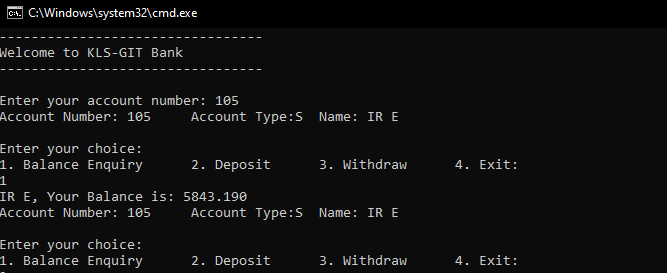 C:\Windows\system32\cmd.exe
---------------------------------
Welcome to KLS-GIT Bank
---------------------------------
Enter your account number: 105
Account Number: 105     Account Type:S  Name: IR E
Enter your choice:
1. Balance Enquiry      2. Deposit      3. Withdraw      4. Exit:
1
IR E, Your Balance is: 5843.190
Account Number: 105     Account Type:S  Name: IR E
Enter your choice:
1. Balance Enquiry      2. Deposit      3. Withdraw      4. Exit: